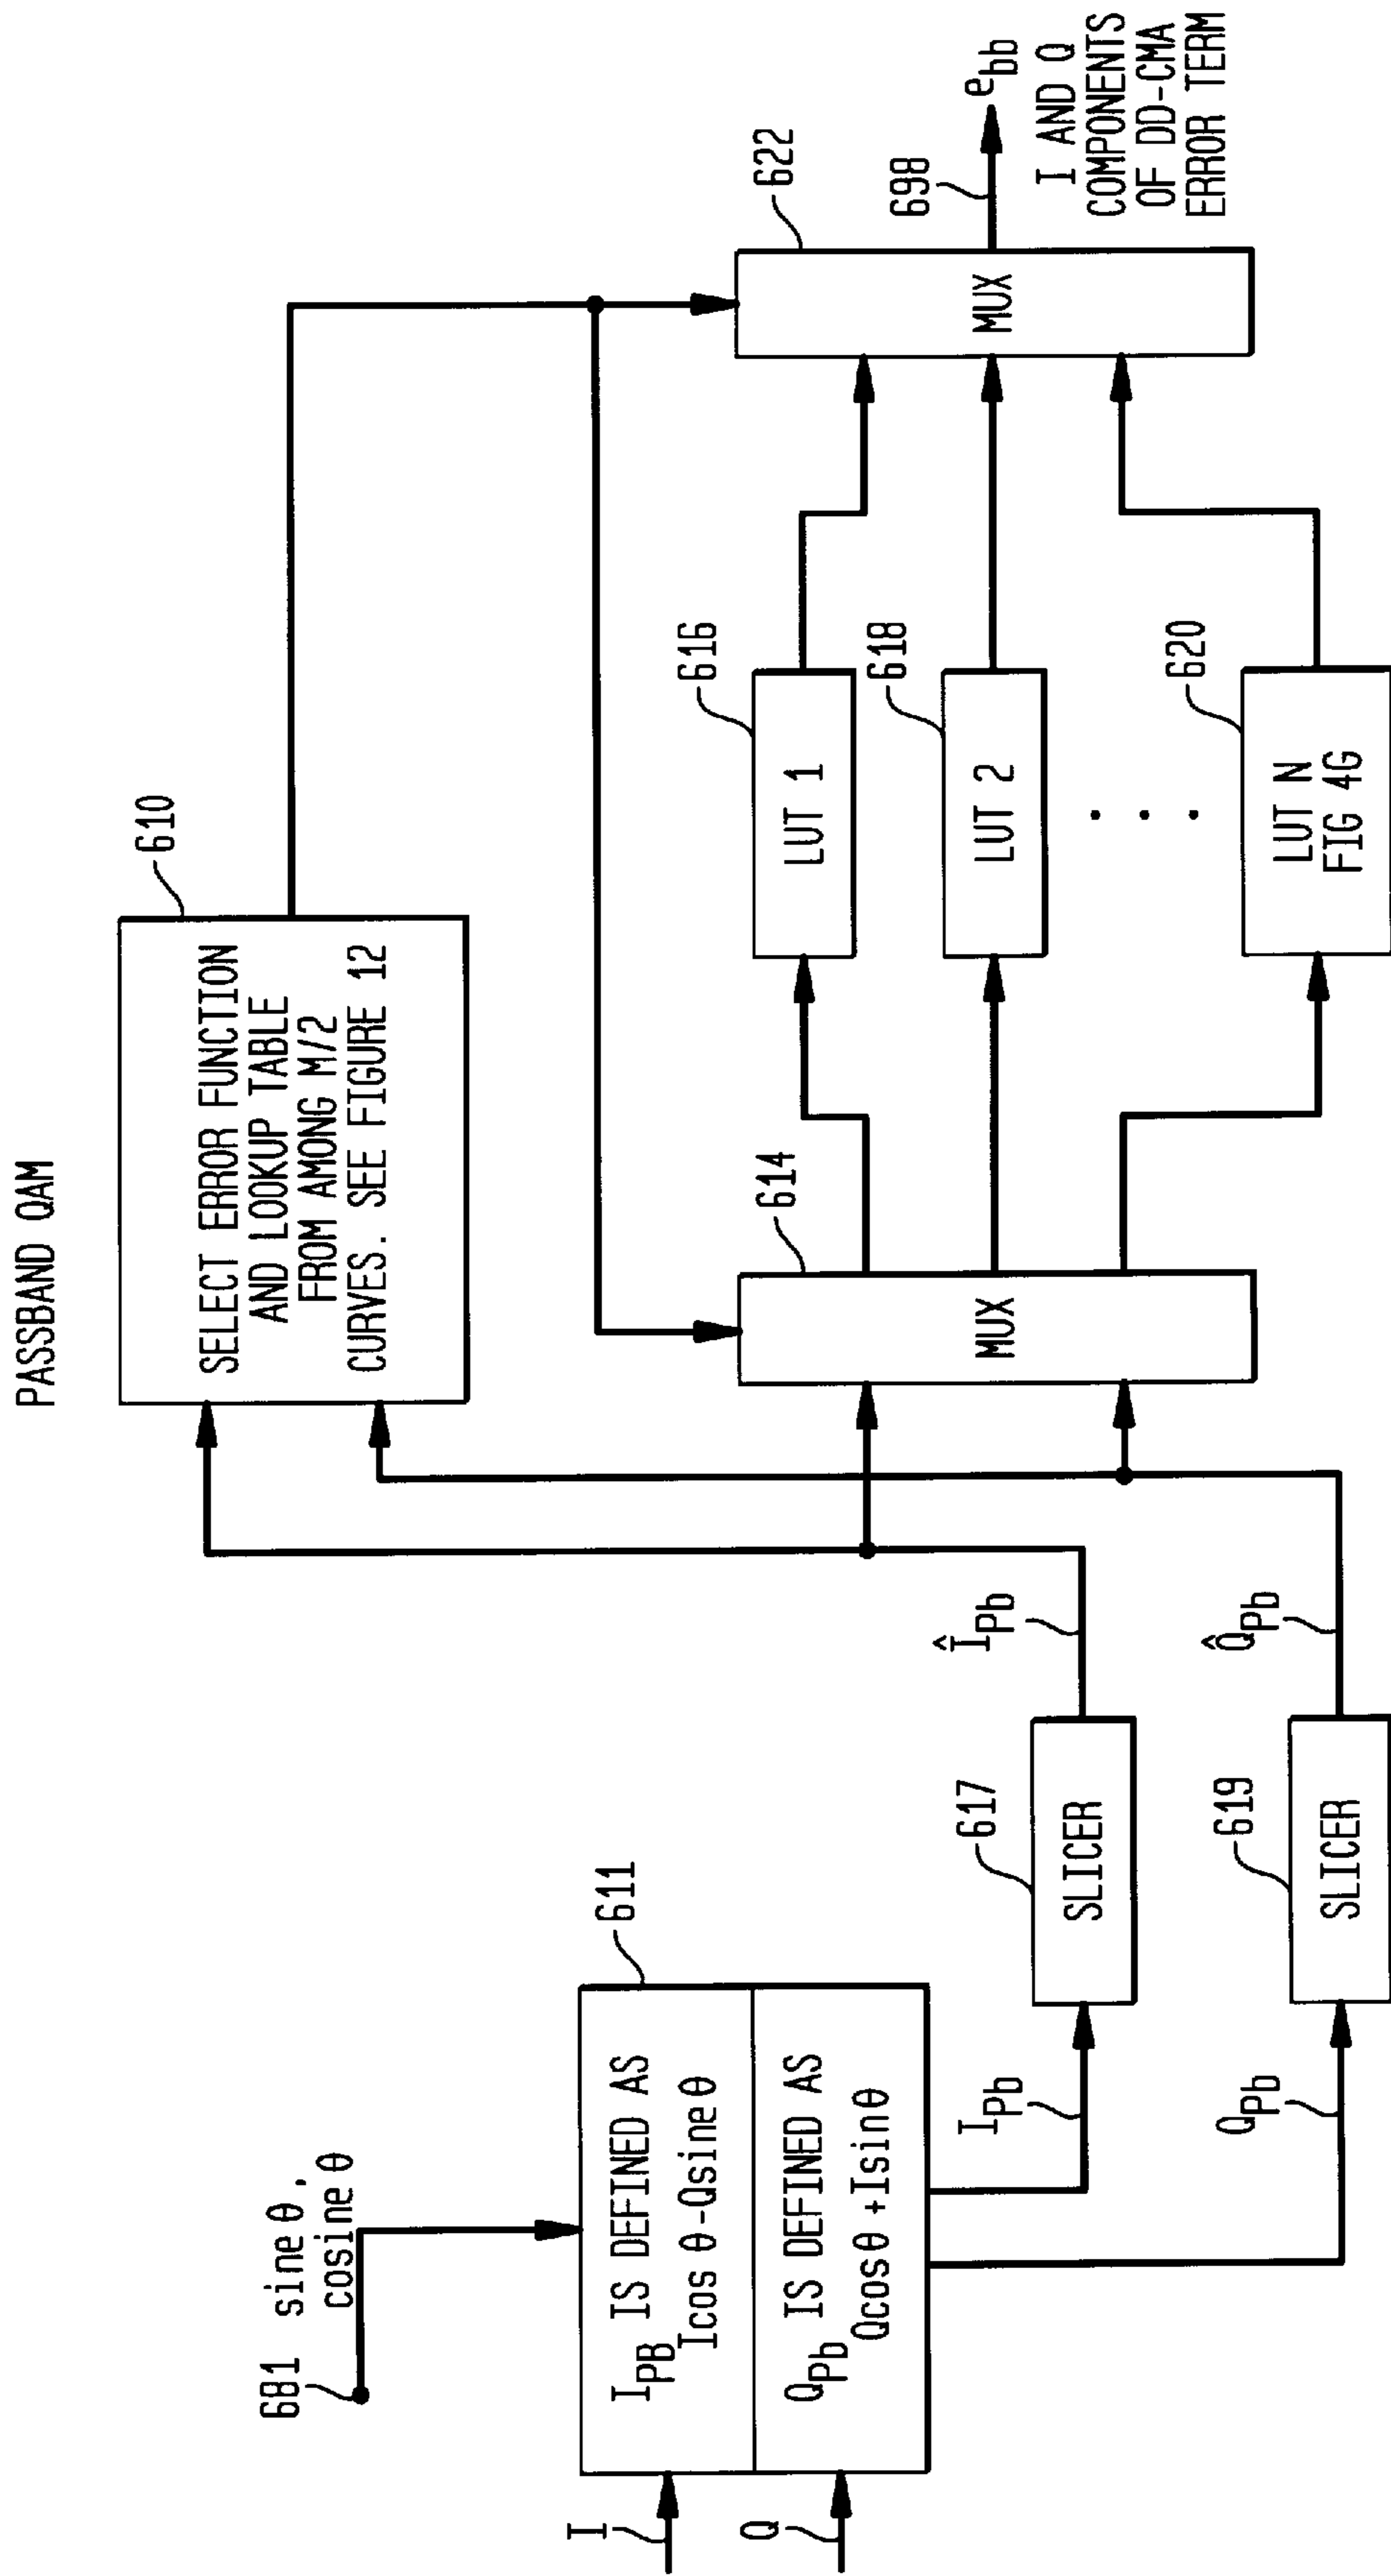 PASSBAND QAM
610
SELECT ERROR FUNCTION
AND LOOKUP TABLE
FROM AMONG M/2
CURVES. SEE FIGURE 12
681
sine θ,
cosine θ
611
I
I_PB IS DEFINED AS
Icos θ-Qsine θ
Q
Q_Pb IS DEFINED AS
Qcos θ +Isin θ
I_Pb
617
SLICER
Î_Pb
Q_Pb
619
SLICER
Q̂_Pb
614
MUX
616
LUT 1
618
LUT 2
. . .
620
LUT N
FIG 4G
622
MUX
698
e_bb
I AND Q
COMPONENTS
OF DD-CMA
ERROR TERM